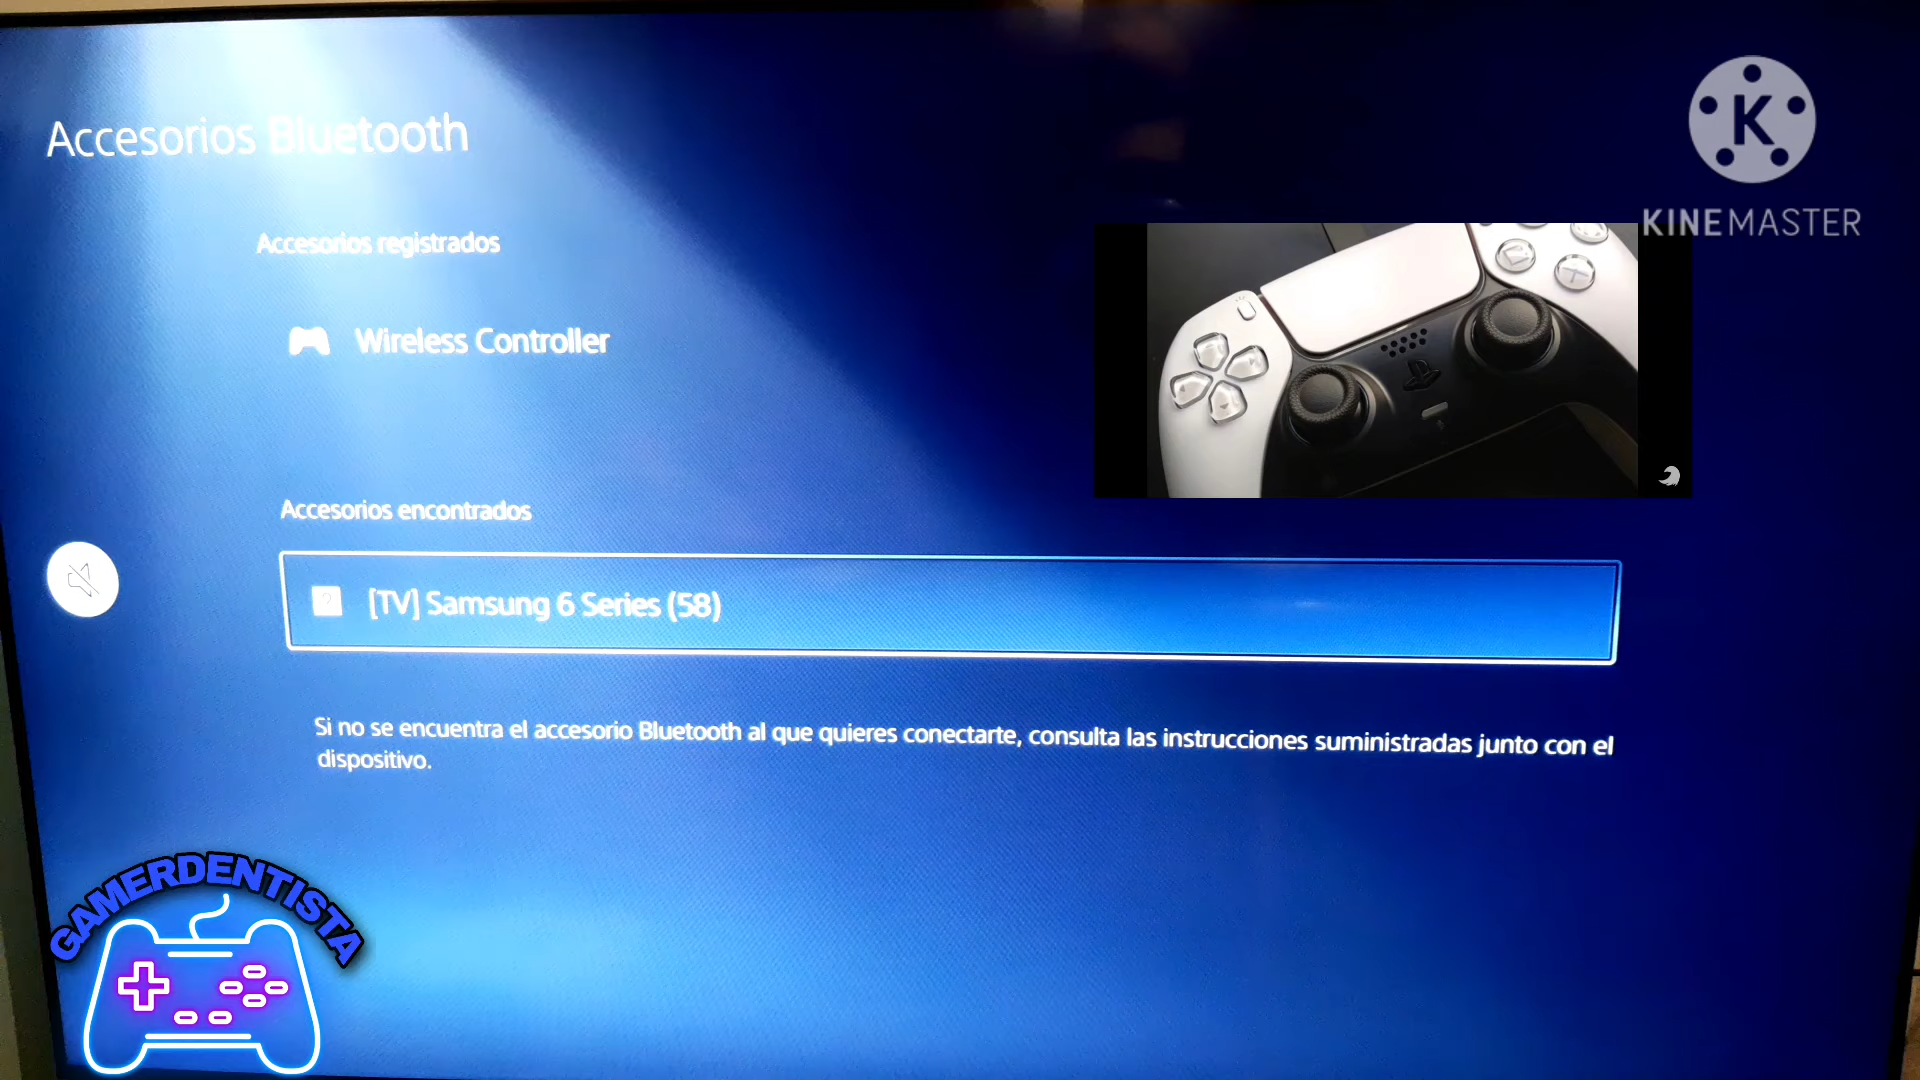 Accesorios Bluetooth
K
KINEMASTER
Accesorios registrados
Wireless Controller
Accesorios encontrados
? [TV] Samsung 6 Series (58)
Si no se encuentra el accesorio Bluetooth al que quieres conectarte, consulta las instrucciones suministradas junto con el
dispositivo.
GAMERDENTISTA